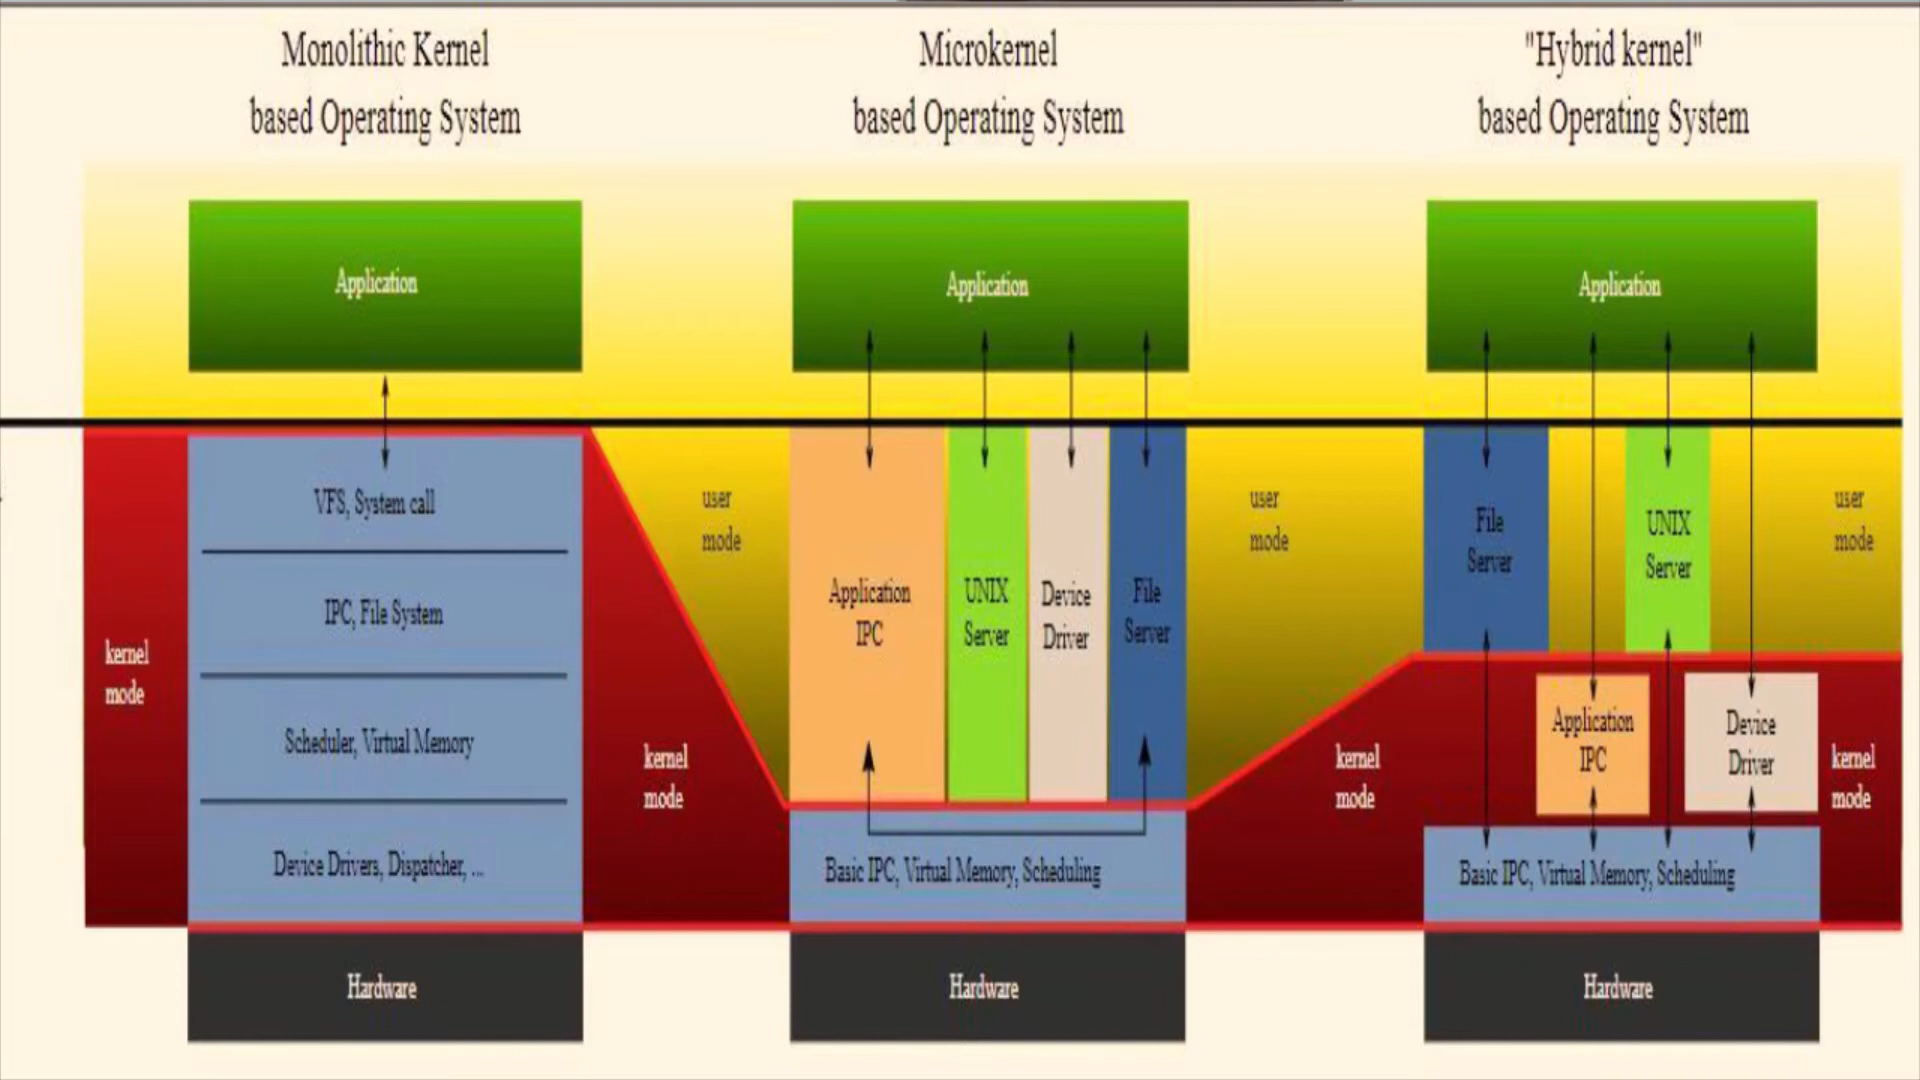 Monolithic Kernel
based Operating System
Microkernel
based Operating System
"Hybrid kernel"
based Operating System
Application
Application
Application
VFS, System call
IPC, File System
Scheduler, Virtual Memory
Device Drivers, Dispatcher, ...
kernel
mode
Hardware
kernel
mode
user
mode
Application
IPC
UNIX
Server
Device
Driver
File
Server
Basic IPC, Virtual Memory, Scheduling
Hardware
user
mode
kernel
mode
File
Server
UNIX
Server
user
mode
Application
IPC
Device
Driver
kernel
mode
Basic IPC, Virtual Memory, Scheduling
Hardware